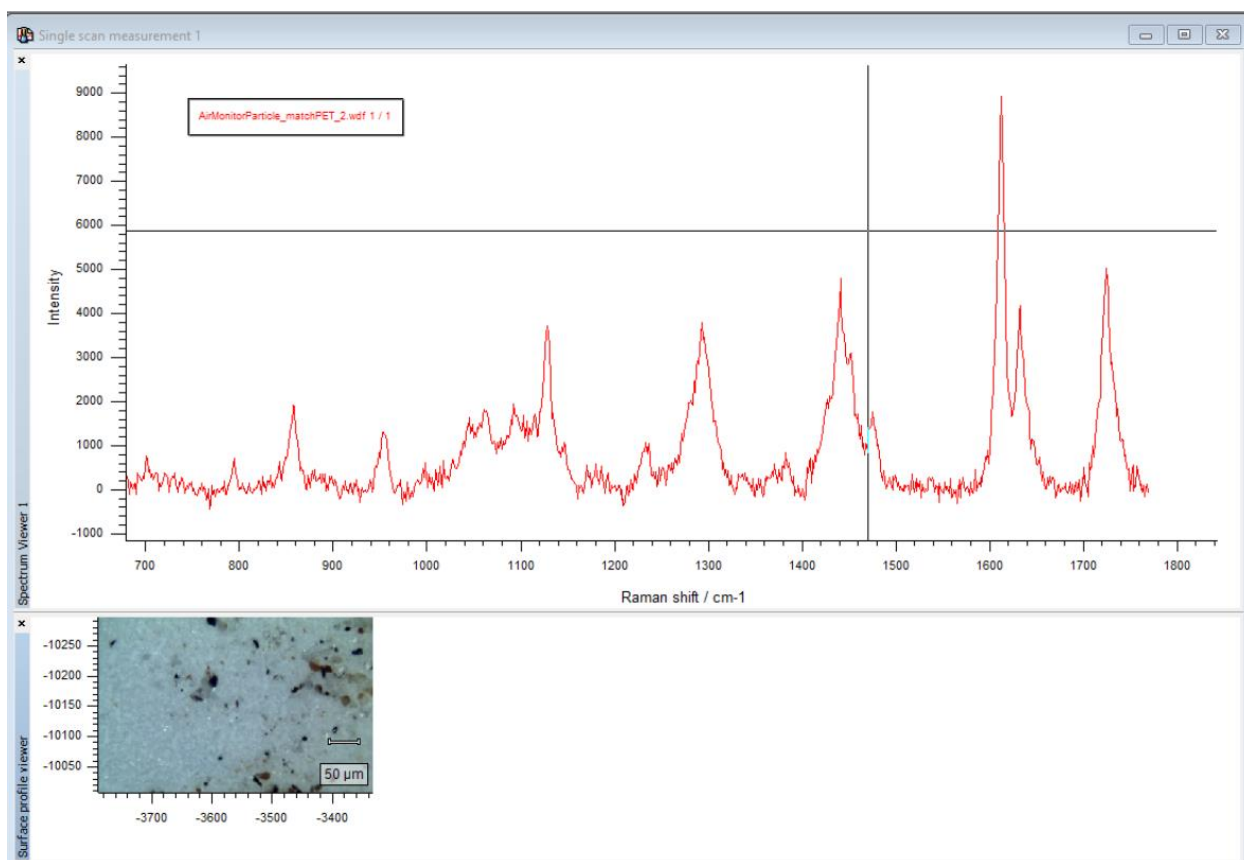 Single scan measurement 1
Spectrum Viewer 1
Intensity
9000
8000
7000
6000
5000
4000
3000
2000
1000
0
-1000
AirMonitorParticle_matchPET_2.wdf 1 / 1
700 800 900 1000 1100 1200 1300 1400 1500 1600 1700 1800
Raman shift / cm-1
Surface profile viewer
-10250
-10200
-10150
-10100
-10050
50 µm
-3700 -3600 -3500 -3400